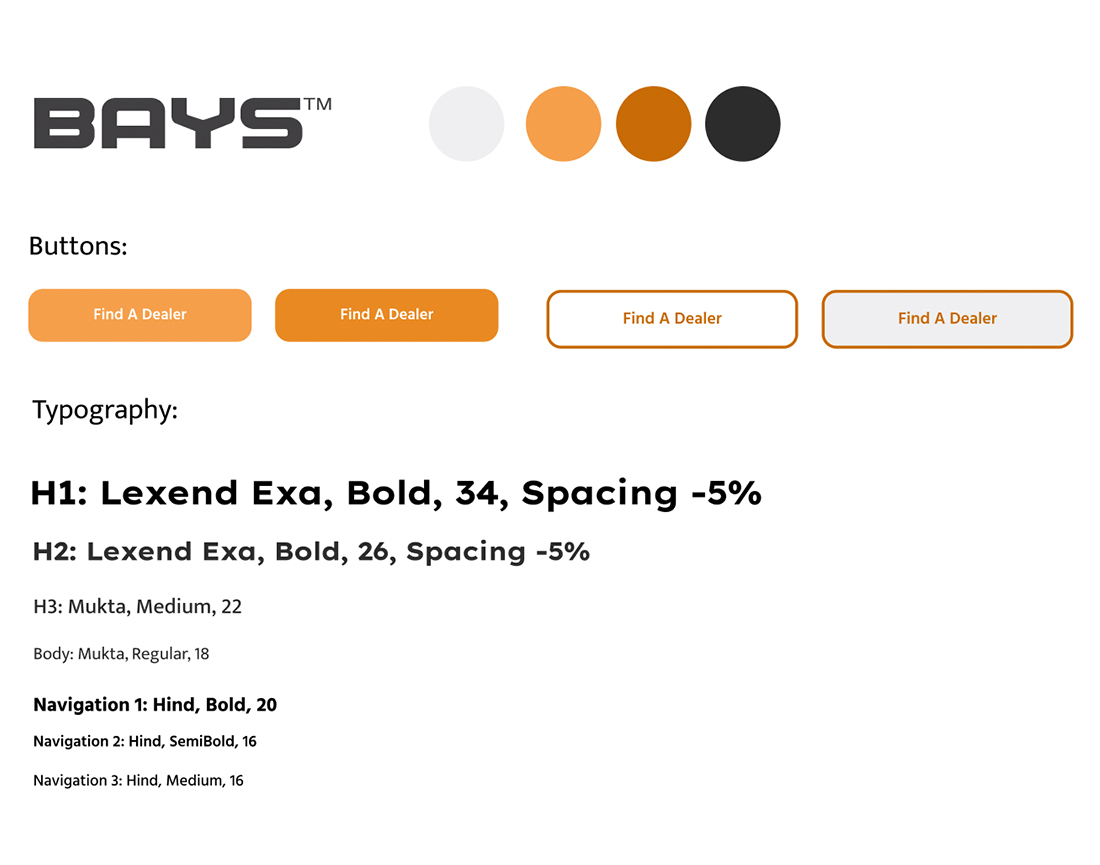 BAYS™
Buttons:
Find A Dealer
Find A Dealer
Find A Dealer
Find A Dealer
Typography:
H1: Lexend Exa, Bold, 34, Spacing -5%
H2: Lexend Exa, Bold, 26, Spacing -5%
H3: Mukta, Medium, 22
Body: Mukta, Regular, 18
Navigation 1: Hind, Bold, 20
Navigation 2: Hind, SemiBold, 16
Navigation 3: Hind, Medium, 16